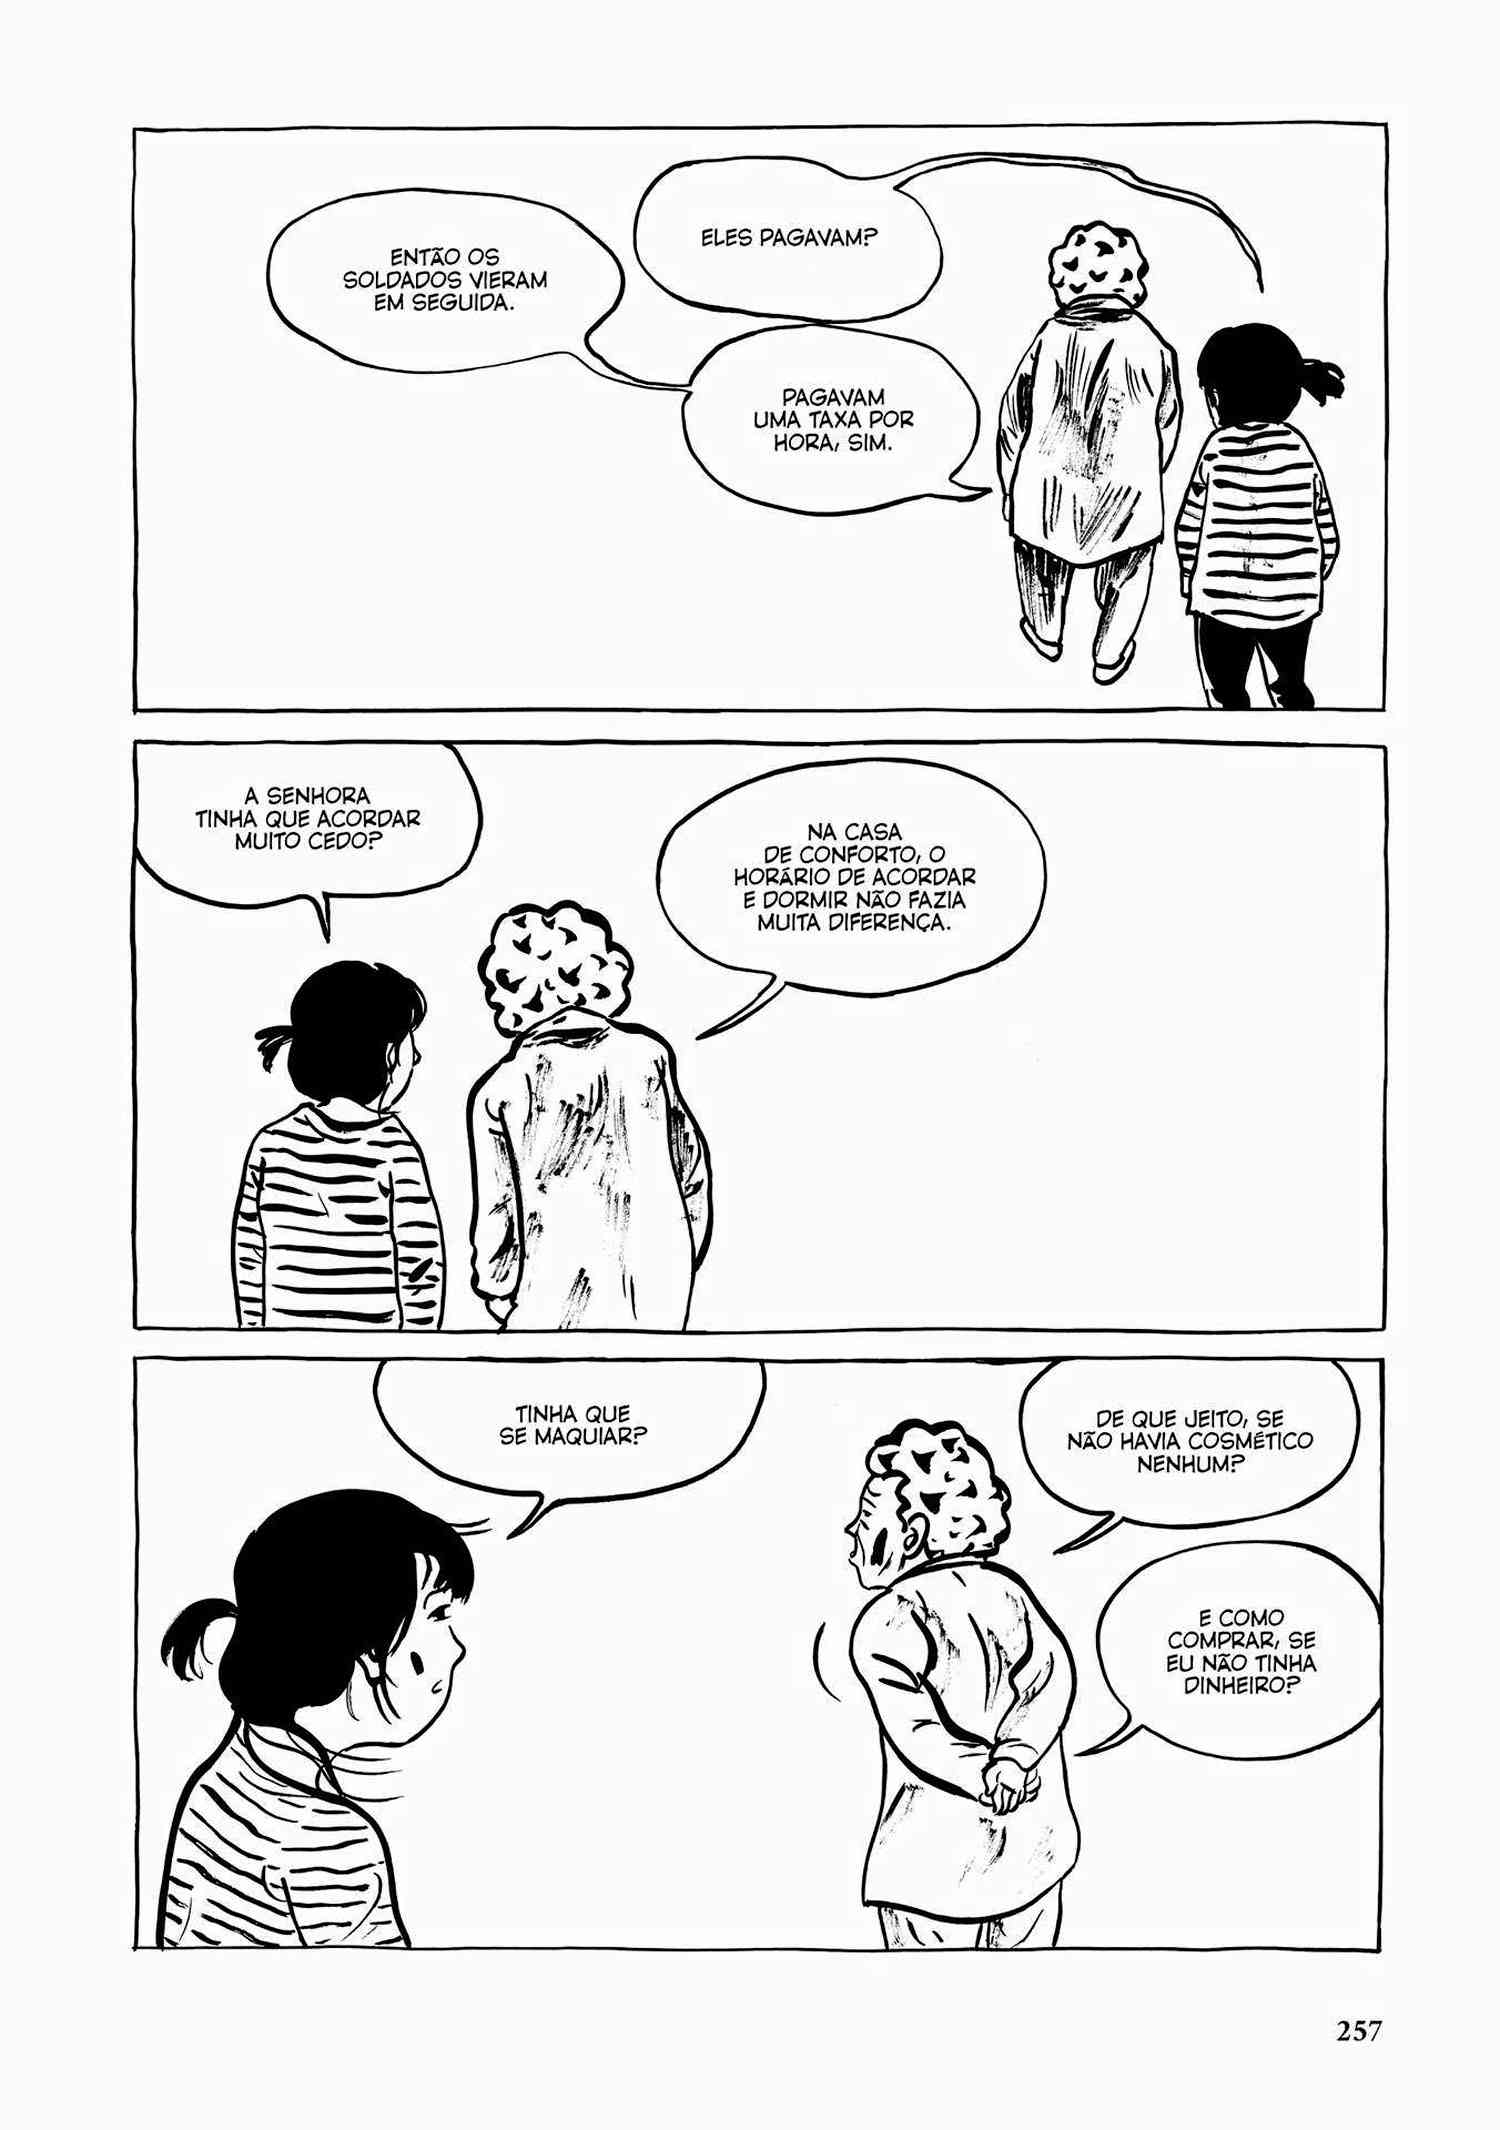 ENTÃO OS
SOLDADOS VIERAM
EM SEGUIDA.
ELES PAGAVAM?
PAGAVAM
UMA TAXA POR
HORA, SIM.
A SENHORA
TINHA QUE ACORDAR
MUITO CEDO?
NA CASA
DE CONFORTO, O
HORÁRIO DE ACORDAR
E DORMIR NÃO FAZIA
MUITA DIFERENÇA.
TINHA QUE
SE MAQUIAR?
DE QUE JEITO, SE
NÃO HAVIA COSMÉTICO
NENHUM?
E COMO
COMPRAR, SE
EU NÃO TINHA
DINHEIRO?
257